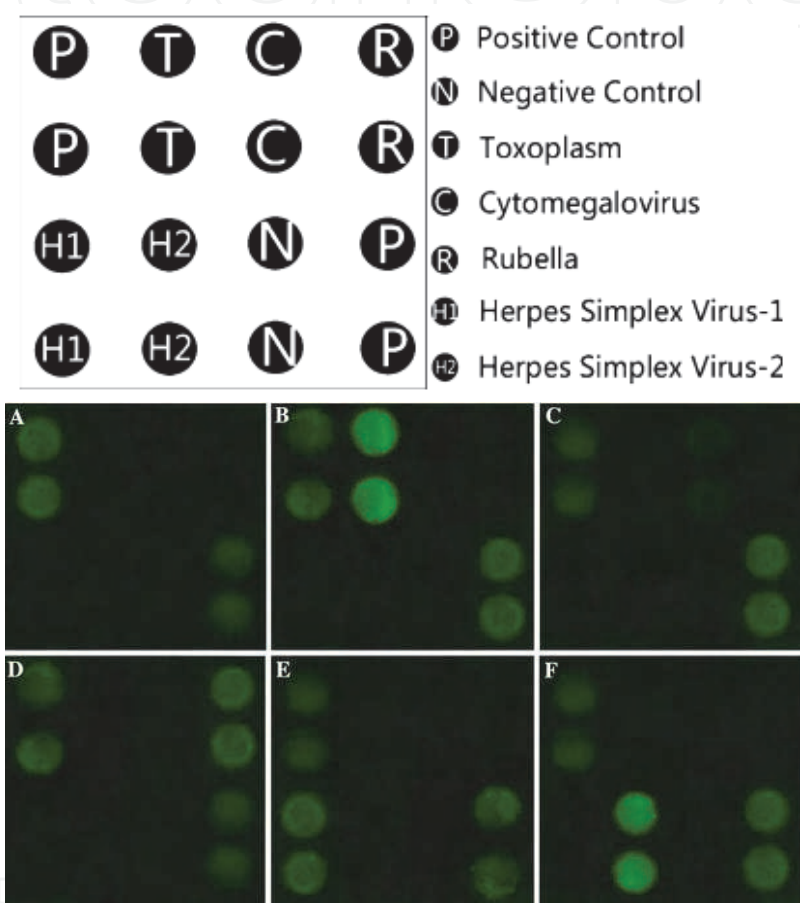 P T C R
P T C R
H1 H2 N P
H1 H2 N P
P Positive Control
N Negative Control
T Toxoplasm
C Cytomegalovirus
R Rubella
H1 Herpes Simplex Virus-1
H2 Herpes Simplex Virus-2
A B C
D E F